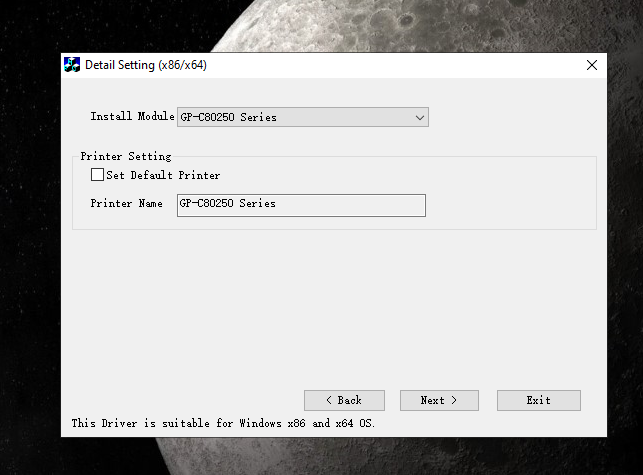 Detail Setting (x86/x64)
Install Module GP-C80250 Series
Printer Setting
Set Default Printer
Printer Name GP-C80250 Series
< Back Next > Exit
This Driver is suitable for Windows x86 and x64 OS.